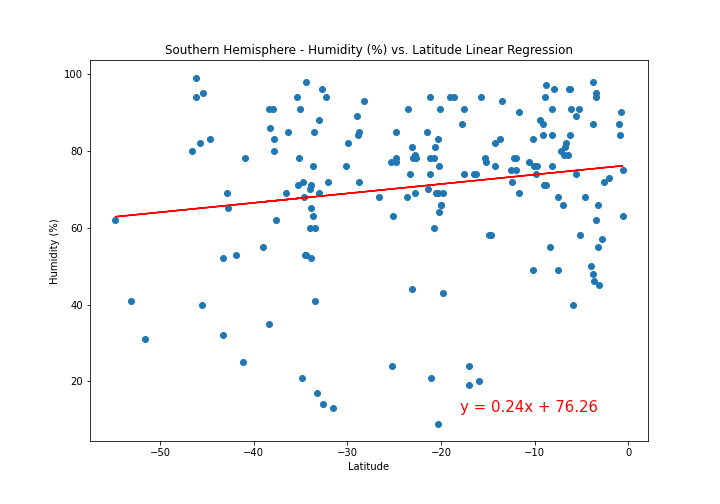 Southern Hemisphere - Humidity (%) vs. Latitude Linear Regression
100
80
60
40
20
Humidity (%)
y = 0.24x + 76.26
−50 −40 −30 −20 −10 0
Latitude